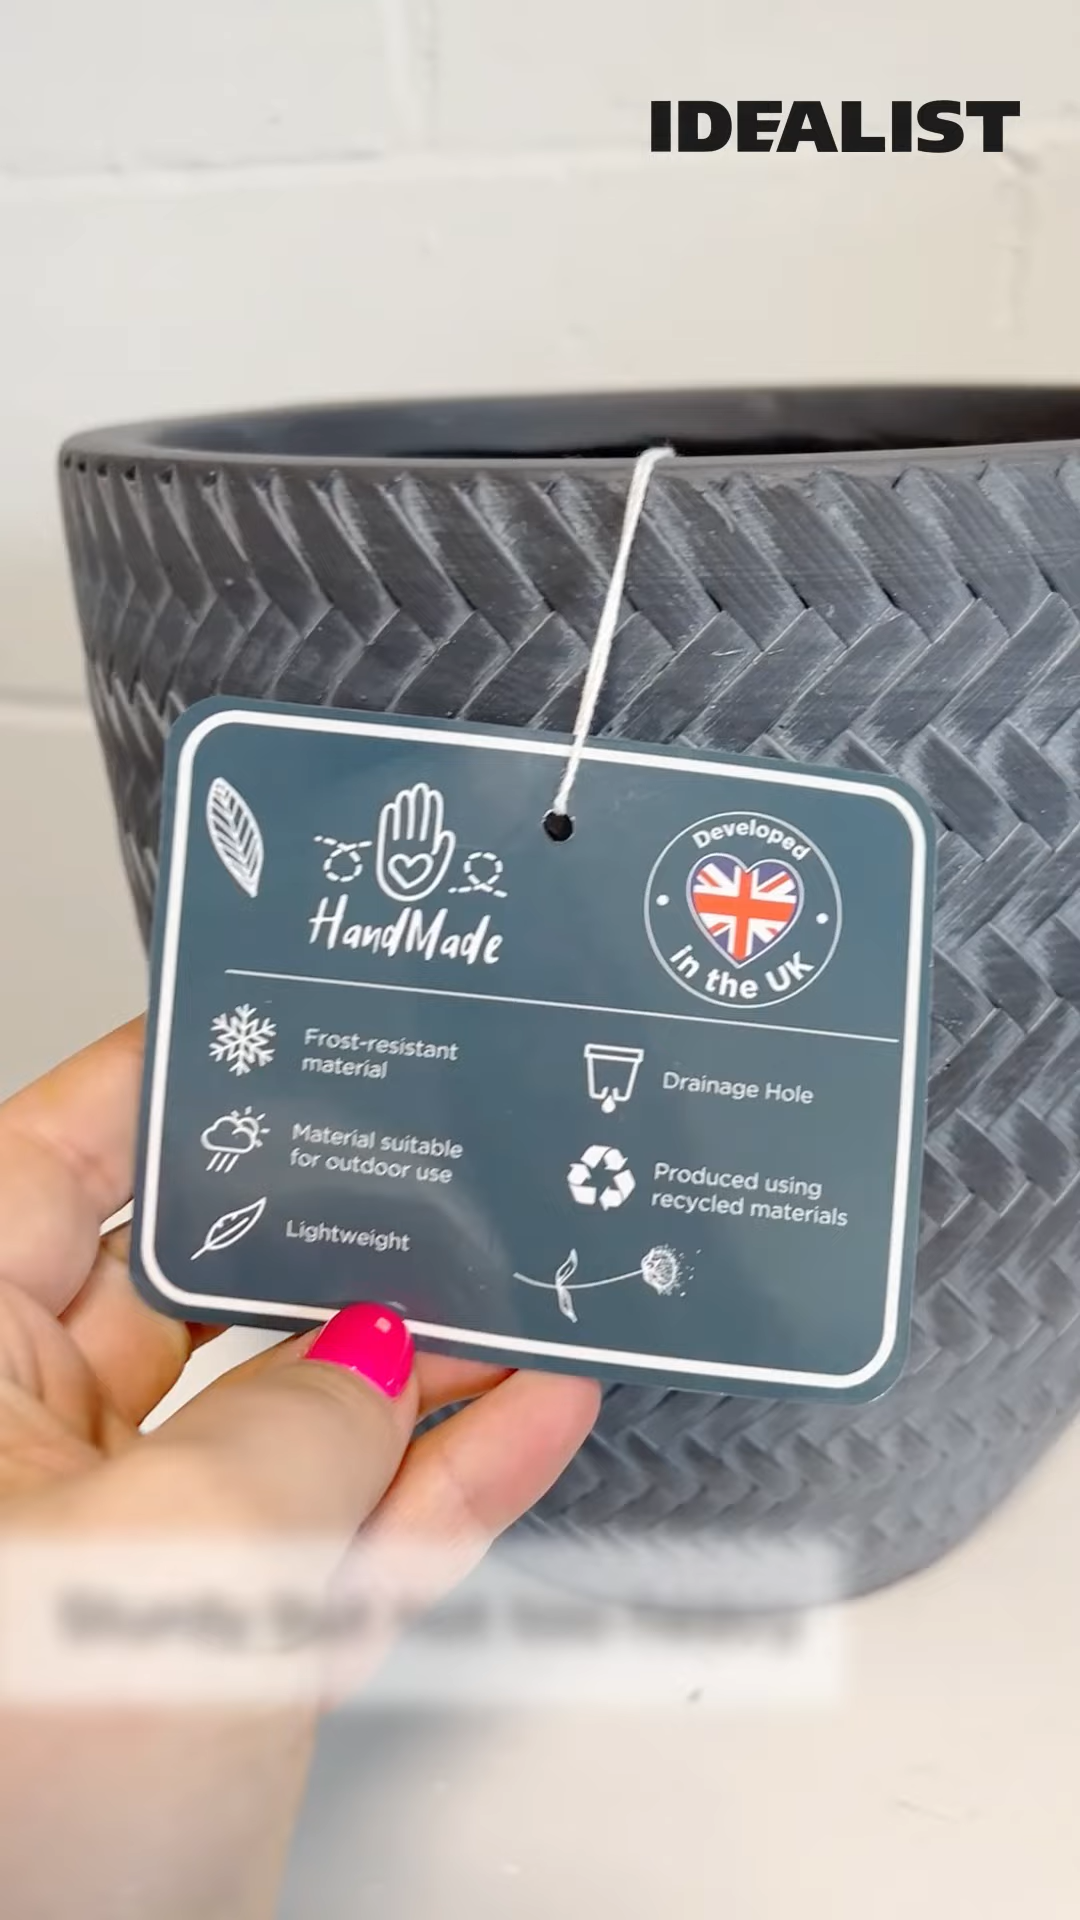 IDEALIST
HandMade
Developed
in the UK
Frost-resistant
material
Material suitable
for outdoor use
Lightweight
Drainage Hole
Produced using
recycled materials